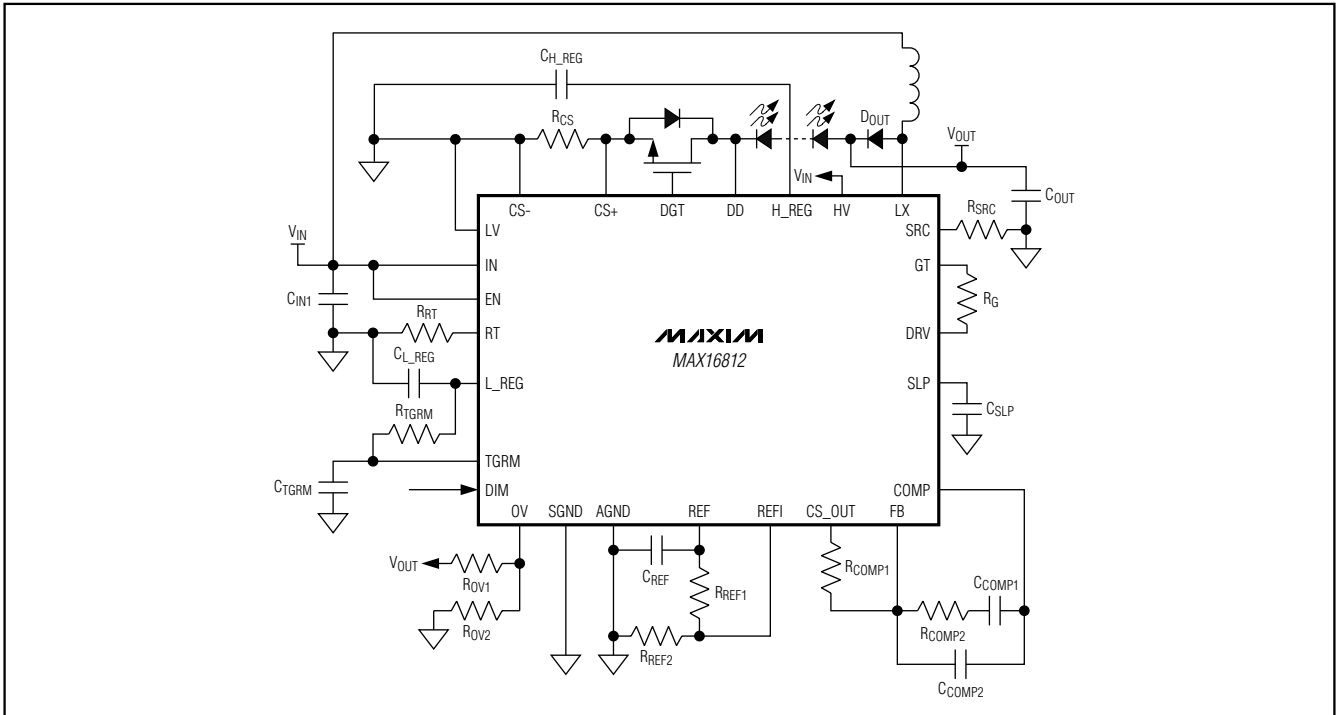 CH_REG
RCS
DOUT
VOUT
VIN
COUT
CS-
CS+
DGT
DD
H_REG
HV
LX
LV
SRC
RSRC
VIN
IN
GT
CIN1
EN
RG
RRT
RT
DRV
MAXIM
MAX16812
CL_REG
L_REG
SLP
CSLP
RTGRM
TGRM
CTGRM
DIM
COMP
OV
SGND
AGND
REF
REFI
CS_OUT
FB
VOUT
ROV1
CREF
RREF1
RCOMP1
CCOMP1
ROV2
RREF2
RCOMP2
CCOMP2